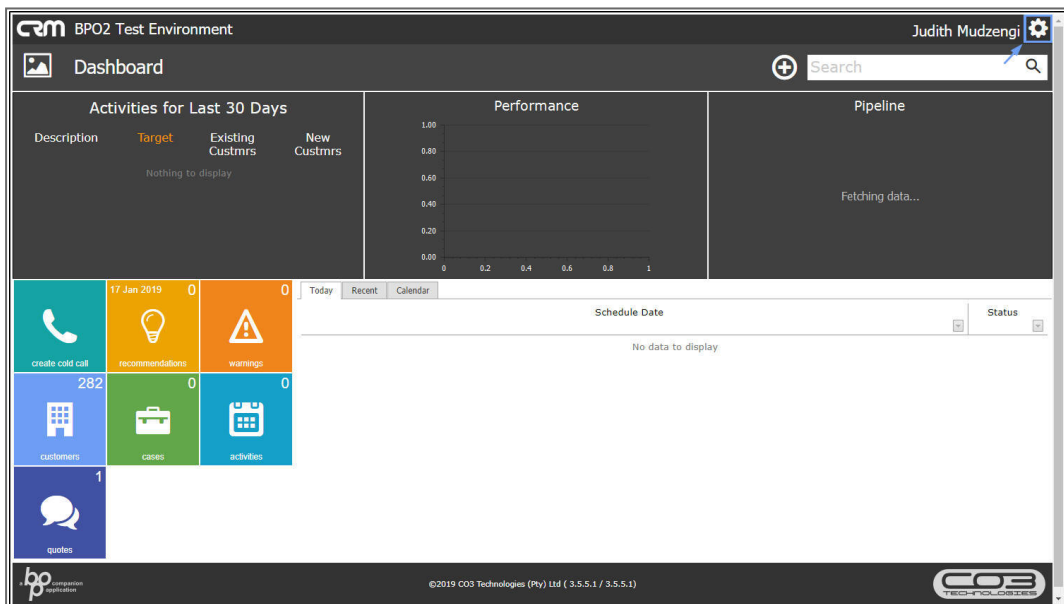 CRM BPO2 Test Environment
Judith Mudzengi
Dashboard
Search
Activities for Last 30 Days
Description Target Existing Custmrs New Custmrs
Nothing to display
Performance
1.00
0.80
0.60
0.40
0.20
0.00
0 0.2 0.4 0.6 0.8 1
Pipeline
Fetching data...
create cold call
17 Jan 2019 0
recommendations
0
warnings
282
customers
0
cases
0
activities
1
quotes
Today Recent Calendar
Schedule Date Status
No data to display
a bp companion application
©2019 CO3 Technologies (Pty) Ltd ( 3.5.5.1 / 3.5.5.1)
CO3
TECHNOLOGIES